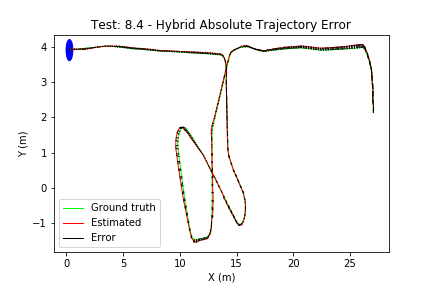 Test: 8.4 - Hybrid Absolute Trajectory Error
Y (m)
4
3
2
1
0
−1
Ground truth
Estimated
Error
0 5 10 15 20 25
X (m)